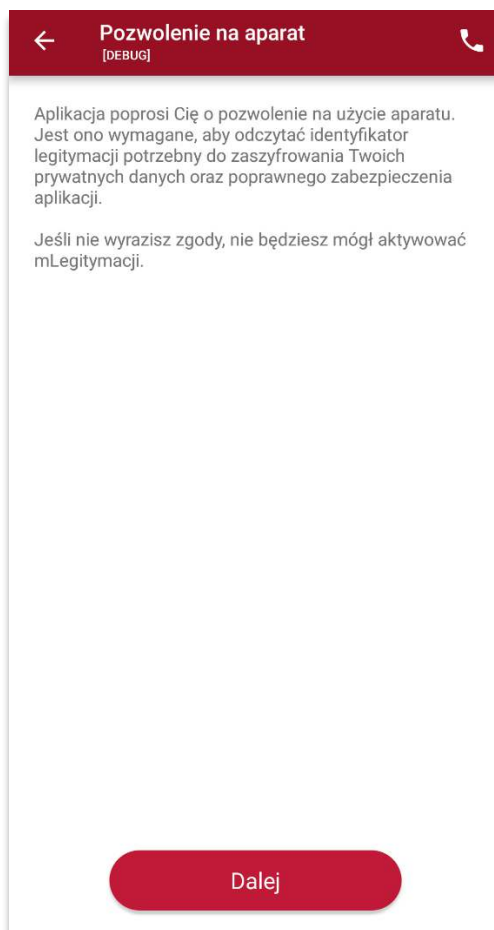 Pozwolenie na aparat
[DEBUG]
Aplikacja poprosi Cię o pozwolenie na użycie aparatu.
Jest ono wymagane, aby odczytać identyfikator
legitymacji potrzebny do zaszyfrowania Twoich
prywatnych danych oraz poprawnego zabezpieczenia
aplikacji.
Jeśli nie wyrazisz zgody, nie będziesz mógł aktywować
mLegitymacji.
Dalej